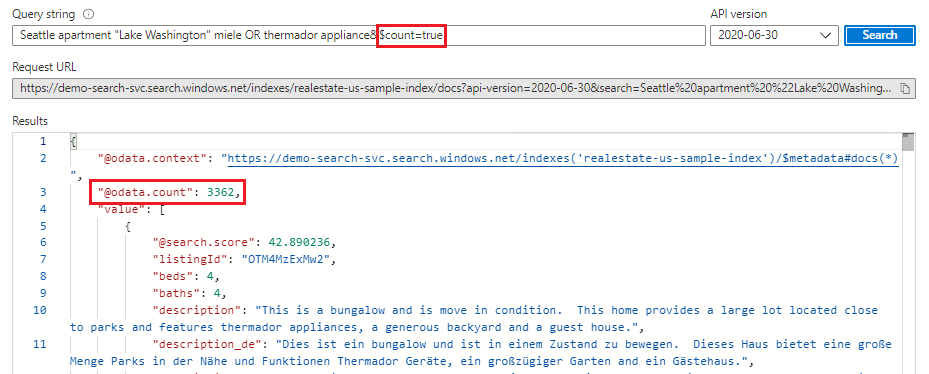 Query string
API version
Seattle apartment "Lake Washington" miele OR thermador appliance&$count=true
2020-06-30
Search
Request URL
https://demo-search-svc.search.windows.net/indexes/realestate-us-sample-index/docs?api-version=2020-06-30&search=Seattle%20apartment%20%22Lake%20Washing...
Results
1 {
2 "@odata.context": "https://demo-search-svc.search.windows.net/indexes('realestate-us-sample-index')/$metadata#docs(*)
",
3 "@odata.count": 3362,
4 "value": [
5 {
6 "@search.score": 42.890236,
7 "listingId": "OTM4MzExMw2",
8 "beds": 4,
9 "baths": 4,
10 "description": "This is a bungalow and is move in condition.  This home provides a large lot located close
to parks and features thermador appliances, a generous backyard and a guest house.",
11 "description_de": "Dies ist ein bungalow und ist in einem Zustand zu bewegen.  Dieses Haus bietet eine große
Menge Parks in der Nähe und Funktionen Thermador Geräte, ein großzügiger Garten und ein Gästehaus.",